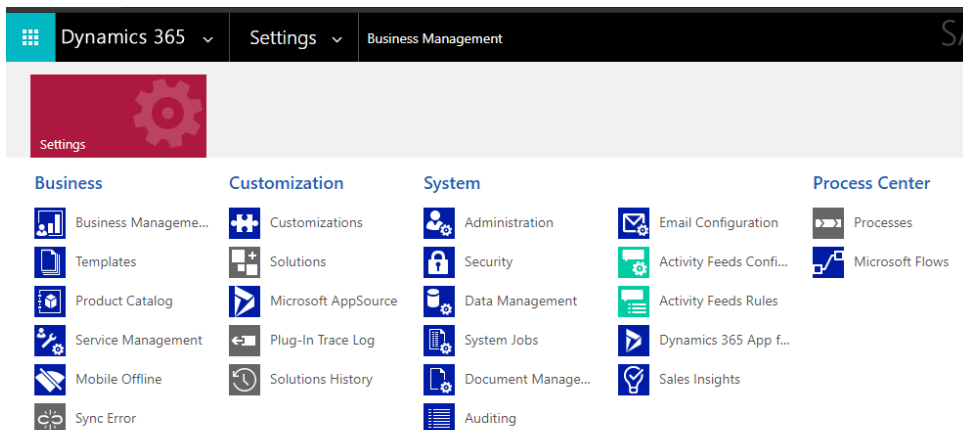 Dynamics 365 Settings Business Management SA
Settings
Business
Business Manageme...
Templates
Product Catalog
Service Management
Mobile Offline
Sync Error
Customization
Customizations
Solutions
Microsoft AppSource
Plug-In Trace Log
Solutions History
System
Administration
Security
Data Management
System Jobs
Document Manage...
Auditing
Email Configuration
Activity Feeds Confi...
Activity Feeds Rules
Dynamics 365 App f...
Sales Insights
Process Center
Processes
Microsoft Flows